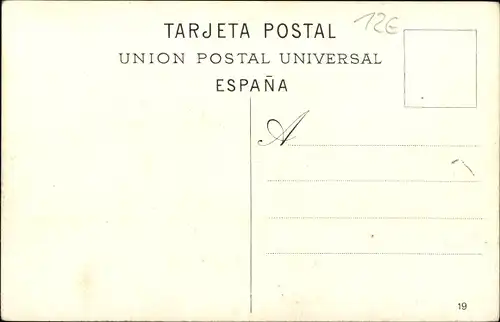 TARJETA POSTAL
12€
UNION POSTAL UNIVERSAL
ESPAÑA
A
19